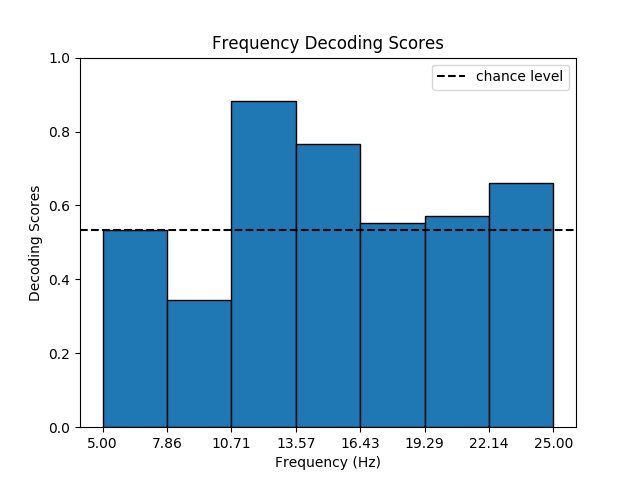 Frequency Decoding Scores
chance level
Decoding Scores
1.0
0.8
0.6
0.4
0.2
0.0
5.00 7.86 10.71 13.57 16.43 19.29 22.14 25.00
Frequency (Hz)